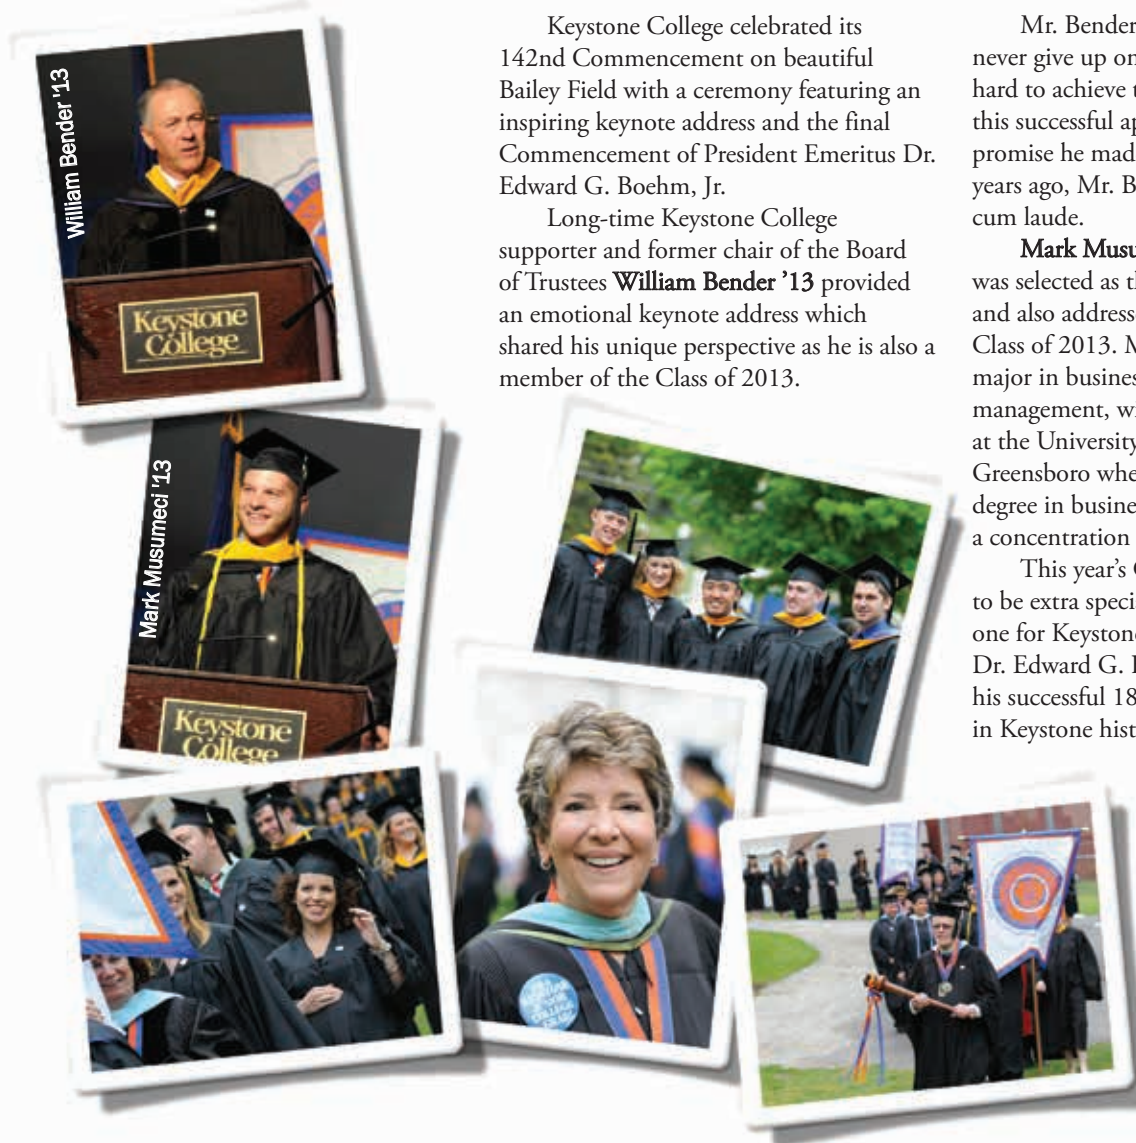 Keystone College celebrated its
142nd Commencement on beautiful
Bailey Field with a ceremony featuring an
inspiring keynote address and the final
Commencement of President Emeritus Dr.
Edward G. Boehm, Jr.
Long-time Keystone College
supporter and former chair of the Board
of Trustees William Bender ’13 provided
an emotional keynote address which
shared his unique perspective as he is also a
member of the Class of 2013.
Mr. Bender
never give up on
hard to achieve
this successful
promise he mad
years ago, Mr. B
cum laude.
Mark Musu
was selected as
and also address
Class of 2013. M
major in busines
management, w
at the University
Greensboro whe
degree in busine
a concentration
This year’s
to be extra speci
one for Keystone
Dr. Edward G.
his successful 18
in Keystone hist
William Bender '13
Keystone
College
Mark Musumeci '13
Keystone
College